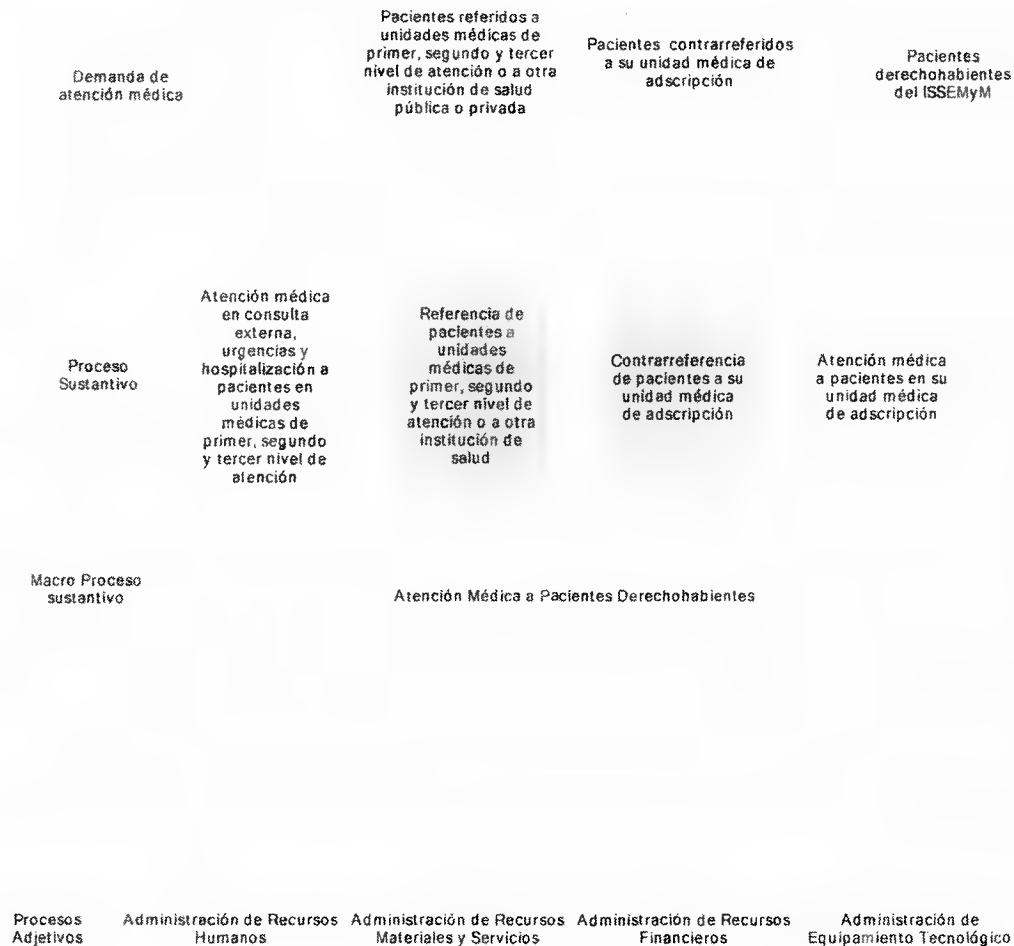 Demanda de
atención médica
Pacientes referidos a
unidades médicas de
primer, segundo y tercer
nivel de atención o a otra
institución de salud
pública o privada
Pacientes contrarreferidos
a su unidad médica de
adscripción
Pacientes
derechohabientes
del ISSEMyM
Proceso
Sustantivo
Atención médica
en consulta
externa,
urgencias y
hospitalización a
pacientes en
unidades
médicas de
primer, segundo
y tercer nivel de
atención
Referencia de
pacientes a
unidades
médicas de
primer, segundo
y tercer nivel de
atención o a otra
institución de
salud
Contrarreferencia
de pacientes a su
unidad médica
de adscripción
Atención médica
a pacientes en su
unidad médica
de adscripción
Macro Proceso
sustantivo
Atención Médica a Pacientes Derechohabientes
Procesos
Adjetivos
Administración de Recursos
Humanos
Administración de Recursos
Materiales y Servicios
Administración de Recursos
Financieros
Administración de
Equipamiento Tecnológico